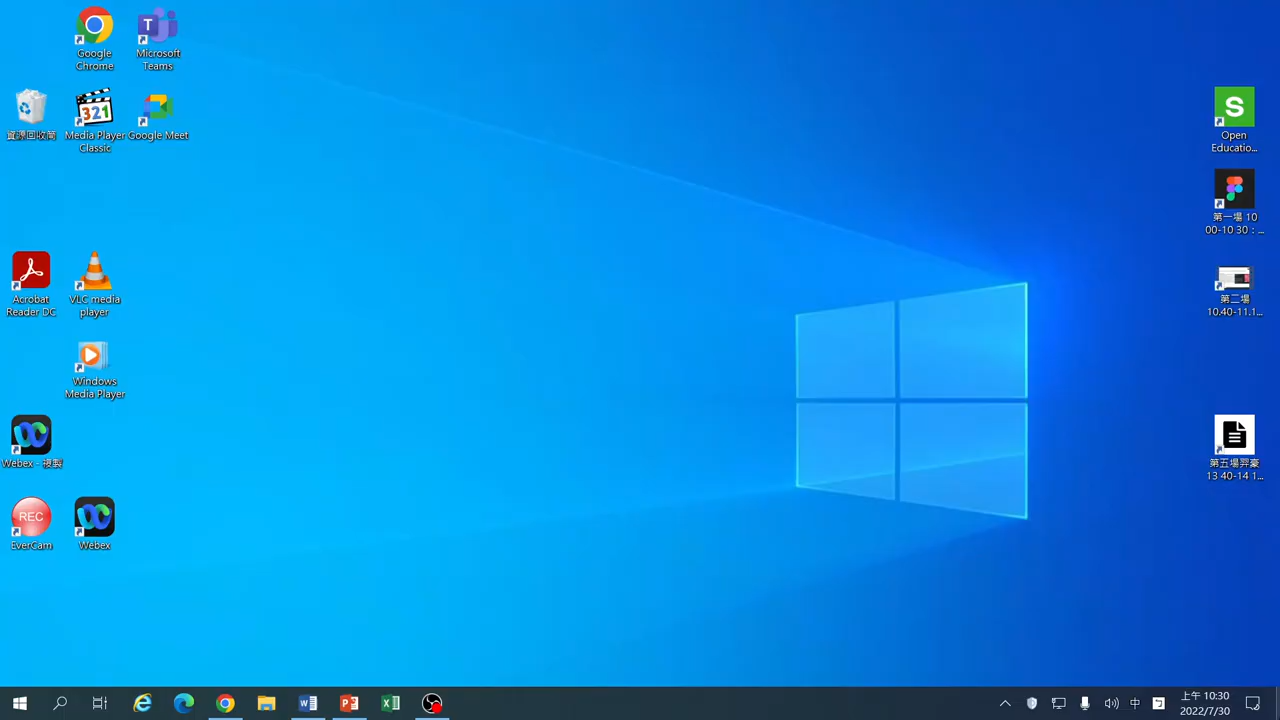 Google
Chrome
Microsoft
Teams
資源回收筒
321
Media Player
Classic
Google Meet
Acrobat
Reader DC
VLC media
player
Windows
Media Player
Webex - 複製
REC
EverCam
Webex
S
Open
Educatio...
第一場 10
00-10 30：...
第二場
10.40-11.1...
第五場羿豪
13 40-14 1...
中
上午 10:30
2022/7/30